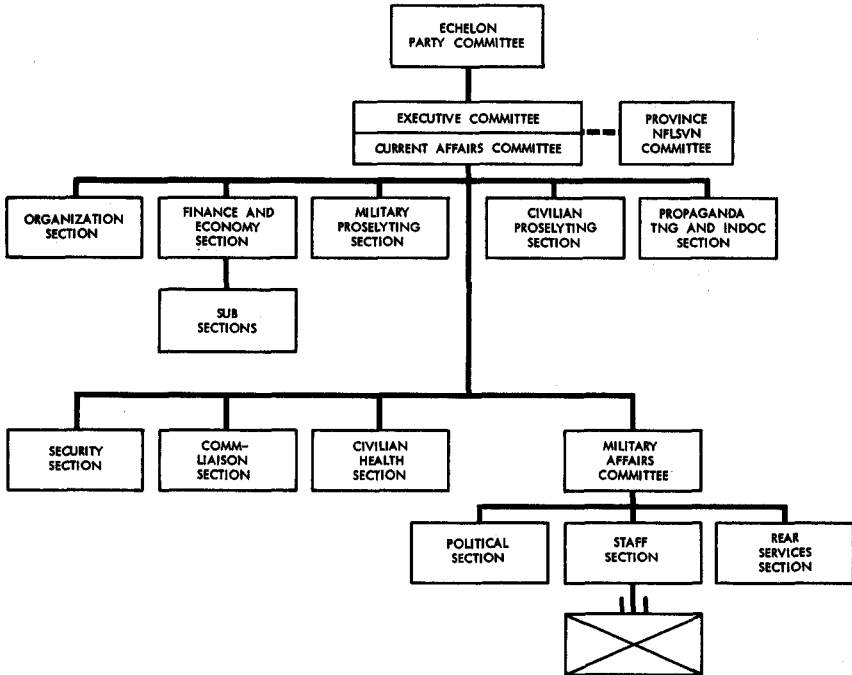 ECHELON
PARTY COMMITTEE
EXECUTIVE COMMITTEE
CURRENT AFFAIRS COMMITTEE
PROVINCE
NFLSVN
COMMITTEE
ORGANIZATION
SECTION
FINANCE AND
ECONOMY
SECTION
MILITARY
PROSELYTING
SECTION
CIVILIAN
PROSELYTING
SECTION
PROPAGANDA
TNG AND INDOC
SECTION
SUB
SECTIONS
SECURITY
SECTION
COMM-
LIAISON
SECTION
CIVILIAN
HEALTH
SECTION
MILITARY
AFFAIRS
COMMITTEE
POLITICAL
SECTION
STAFF
SECTION
REAR
SERVICES
SECTION